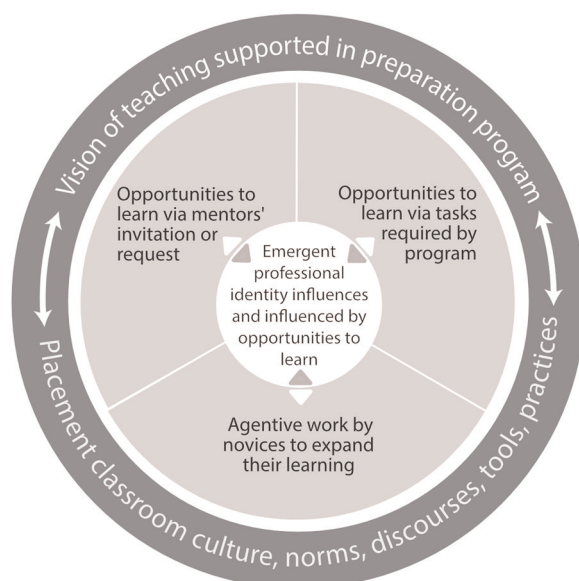 Vision of teaching supported in preparation program
Opportunities to
learn via mentors'
invitation or
request
Opportunities to
learn via tasks
required by
program
Emergent
professional
identity influences
and influenced by
opportunities to
learn
Agentive work by
novices to expand
their learning
Placement classroom culture, norms, discourses, tools, practices